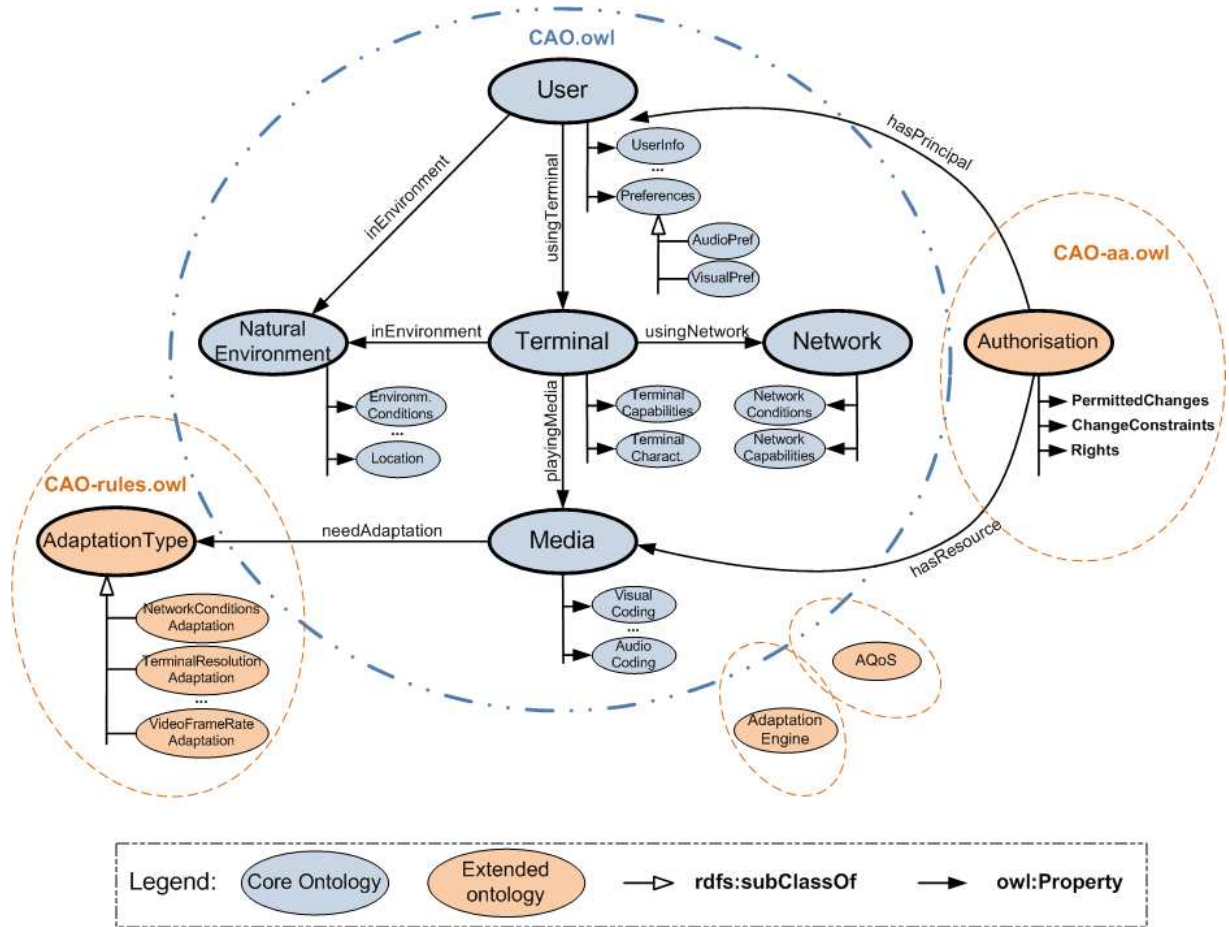 CAO.owl
User
hasPrincipal
UserInfo
...
Preferences
inEnvironment
usingTerminal
AudioPref
VisualPref
CAO-aa.owl
Natural
Environment
inEnvironment
Terminal
usingNetwork
Network
Authorisation
Environm.
Conditions
...
Location
Terminal
Capabilities
Terminal
Charact.
Network
Conditions
Network
Capabilities
PermittedChanges
ChangeConstraints
Rights
playingMedia
CAO-rules.owl
AdaptationType
needAdaptation
Media
hasResource
NetworkConditions
Adaptation
TerminalResolution
Adaptation
...
VideoFrameRate
Adaptation
Visual
Coding
...
Audio
Coding
AQoS
Adaptation
Engine
Legend:
Core Ontology
Extended
ontology
rdfs:subClassOf
owl:Property